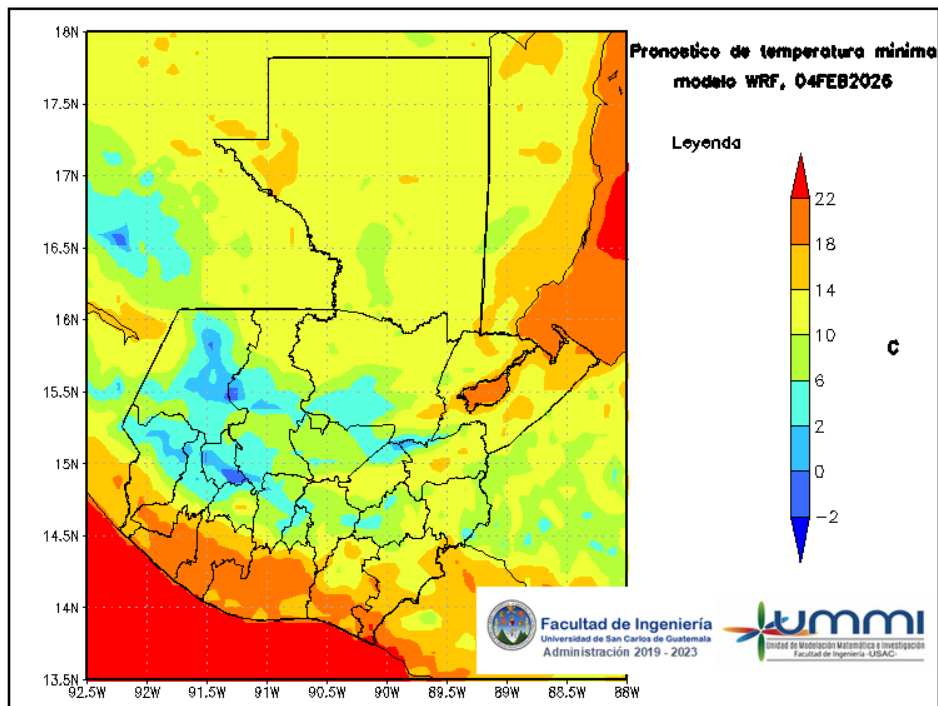 Pronostico de temperatura minima
modelo WRF, 04FEB2026
Leyenda
22
18
14
10
6
2
0
−2
C
18N
17.5N
17N
16.5N
16N
15.5N
15N
14.5N
14N
13.5N
92.5W
92W
91.5W
91W
90.5W
90W
89.5W
89W
88.5W
88W
Facultad de Ingeniería
Universidad de San Carlos de Guatemala
Administración 2019 - 2023
UMMI
Unidad de Modelación Matemática e Investigación
Facultad de Ingeniería -USAC-